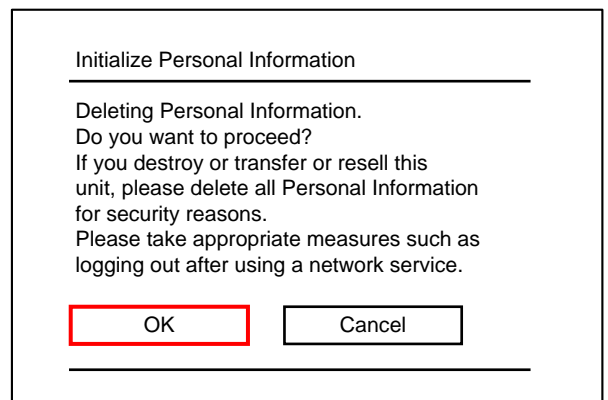 Initialize Personal Information
Deleting Personal Information.
Do you want to proceed?
If you destroy or transfer or resell this
unit, please delete all Personal Information
for security reasons.
Please take appropriate measures such as
logging out after using a network service.
OK Cancel